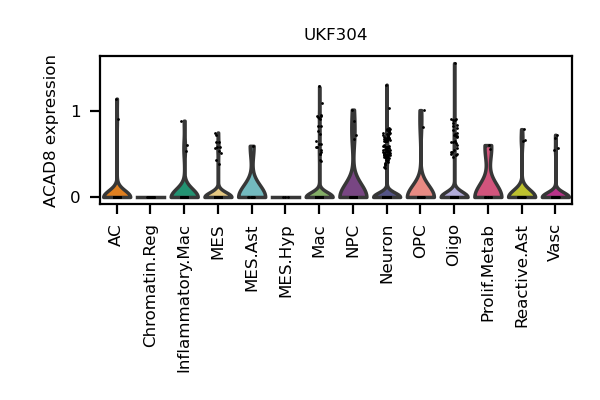 UKF304
ACAD8 expression
1
0
AC
Chromatin.Reg
Inflammatory.Mac
MES
MES.Ast
MES.Hyp
Mac
NPC
Neuron
OPC
Oligo
Prolif.Metab
Reactive.Ast
Vasc